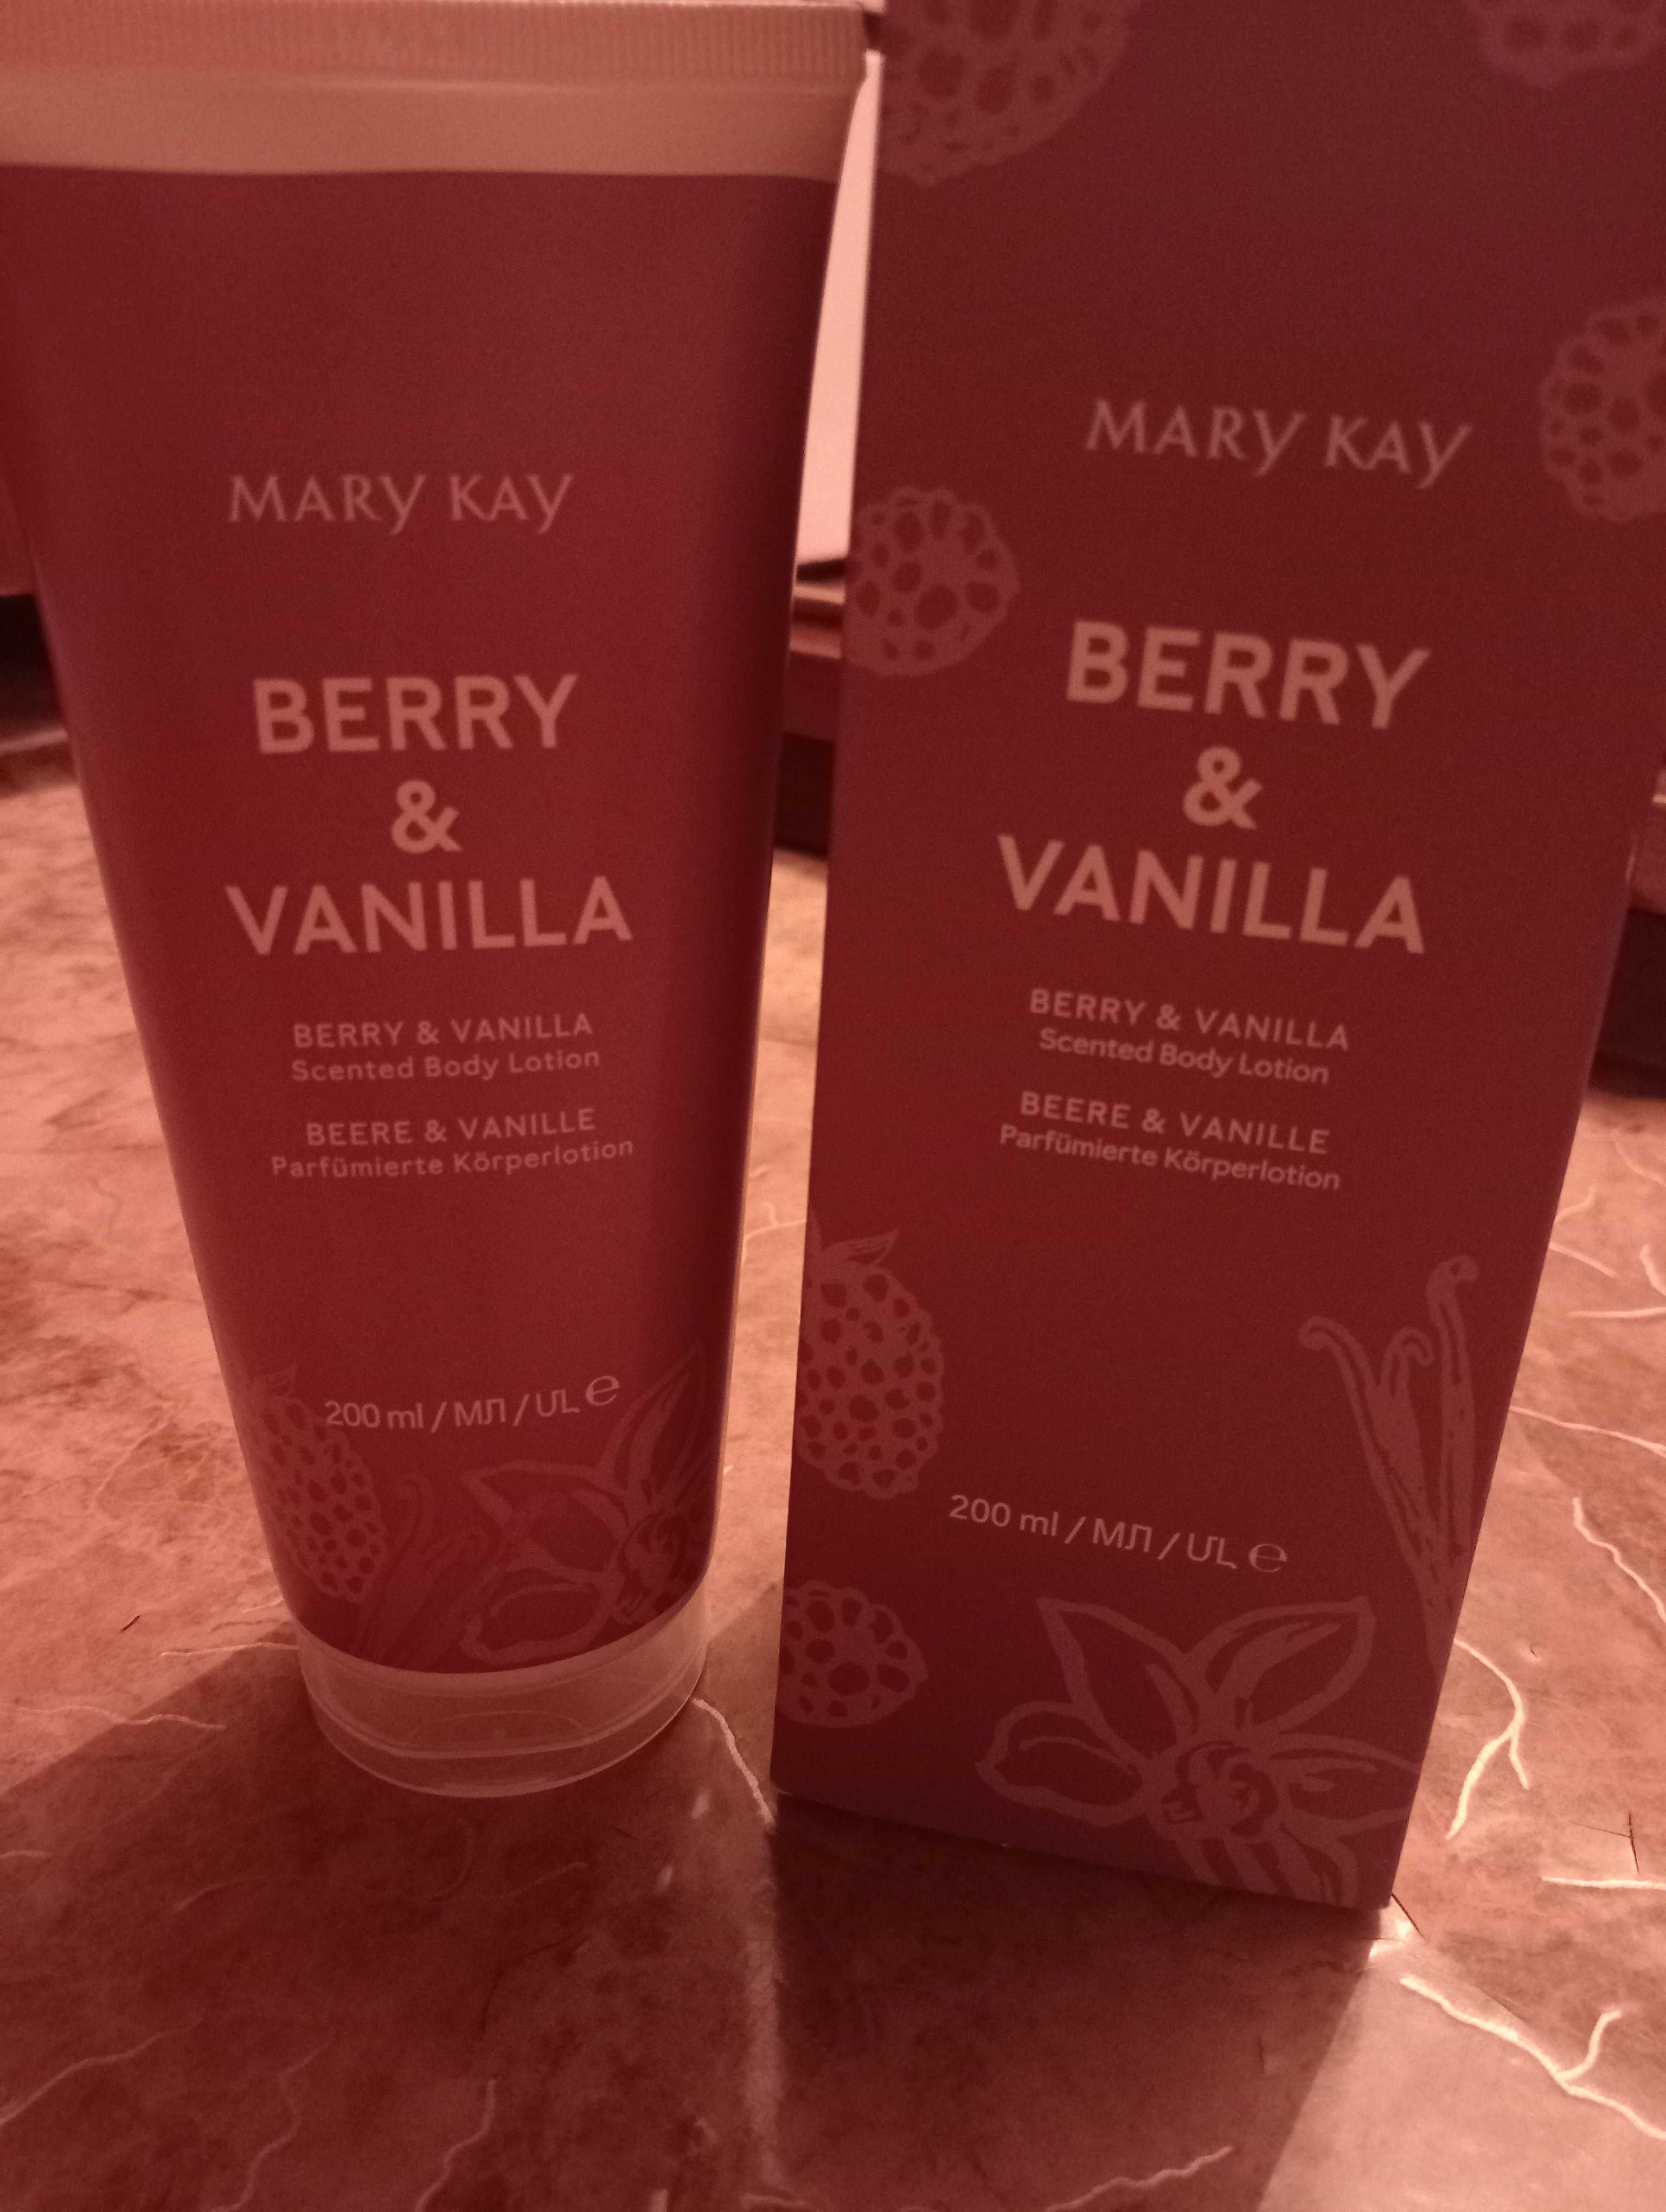 MARY KAY
BERRY
&
VANILLA
BERRY & VANILLA
Scented Body Lotion
BEERE & VANILLE
Parfümierte Körperlotion
200 ml / МЛ / ՄԼ ℮
MARY KAY
BERRY
&
VANILLA
BERRY & VANILLA
Scented Body Lotion
BEERE & VANILLE
Parfümierte Körperlotion
200 ml / МЛ / ՄԼ ℮